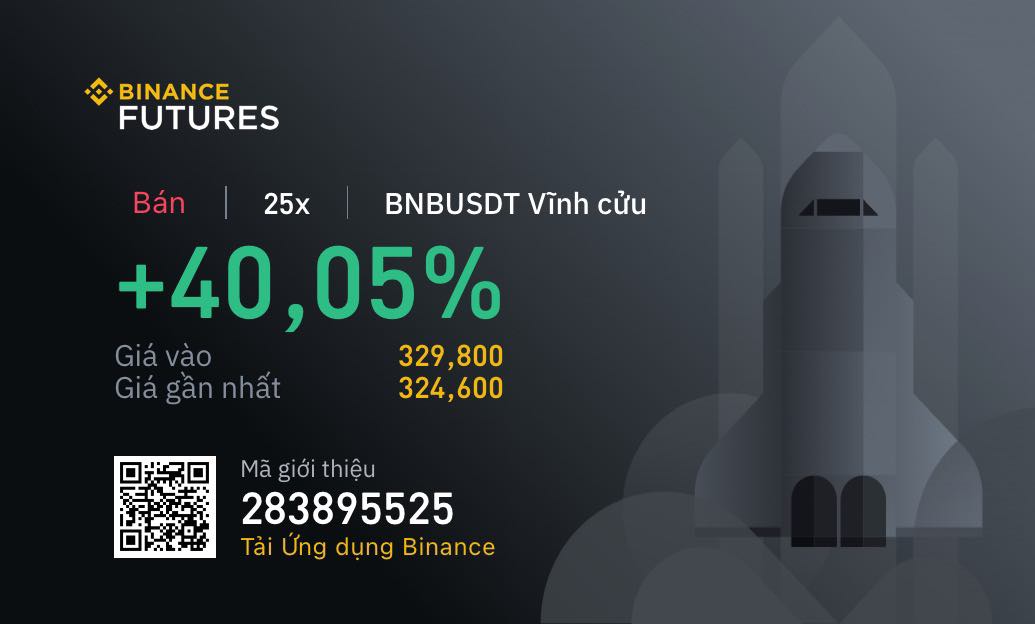 BINANCE
FUTURES
Bán | 25x | BNBUSDT Vĩnh cửu
+40,05%
Giá vào 329,800
Giá gần nhất 324,600
Mã giới thiệu
283895525
Tải Ứng dụng Binance